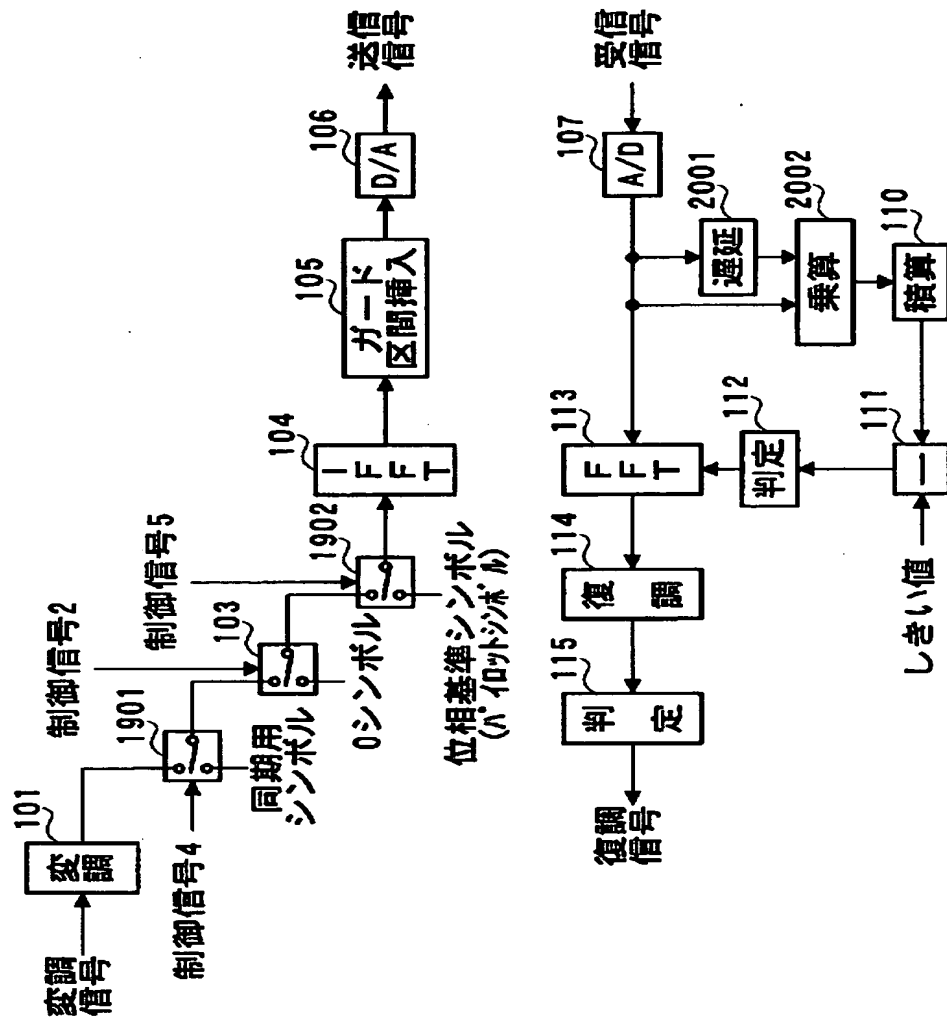 変調
信号
101
変調
制御信号4
1901
同期用
シンボル
制御信号2
103
0シンボル
制御信号5
1902
位相基準シンボル
(パイロットシンボル)
104
IFFT
105
ガード
区間挿入
106
D/A
送信
信号
受信
信号
107
A/D
2001
遅延
2002
乗算
110
積算
111
−
しきい値
112
判定
113
FFT
114
復調
115
判定
復調
信号